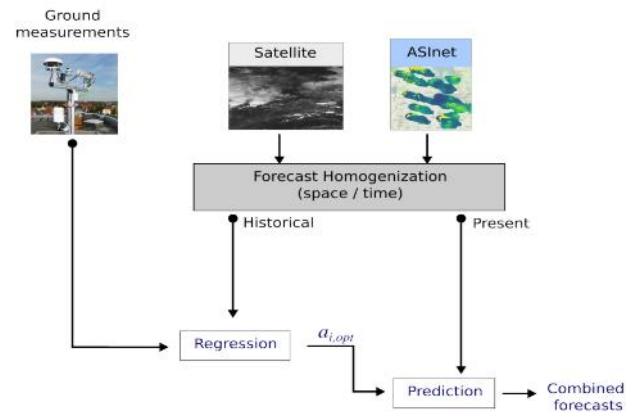 Ground
measurements
Satellite
ASInet
Forecast Homogenization
(space / time)
Historical
Present
Regression
a_{i,opt}
Prediction
Combined
forecasts